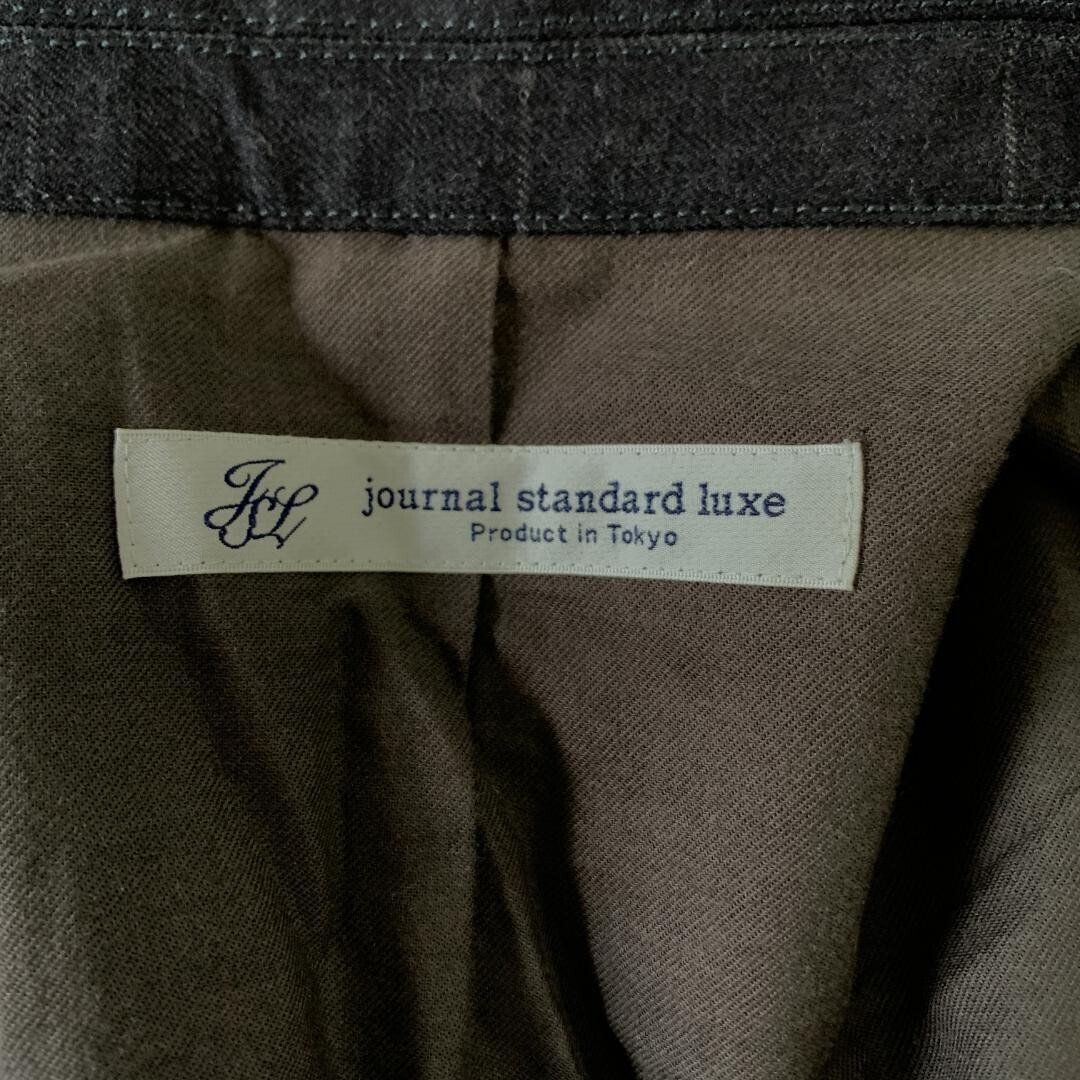 JSL
journal standard luxe
Product in Tokyo